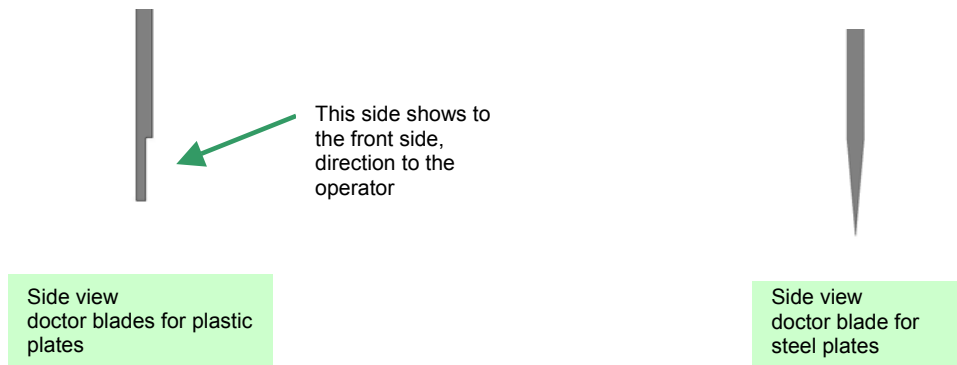 This side shows to
the front side,
direction to the
operator
Side view
doctor blades for plastic
plates
Side view
doctor blade for
steel plates